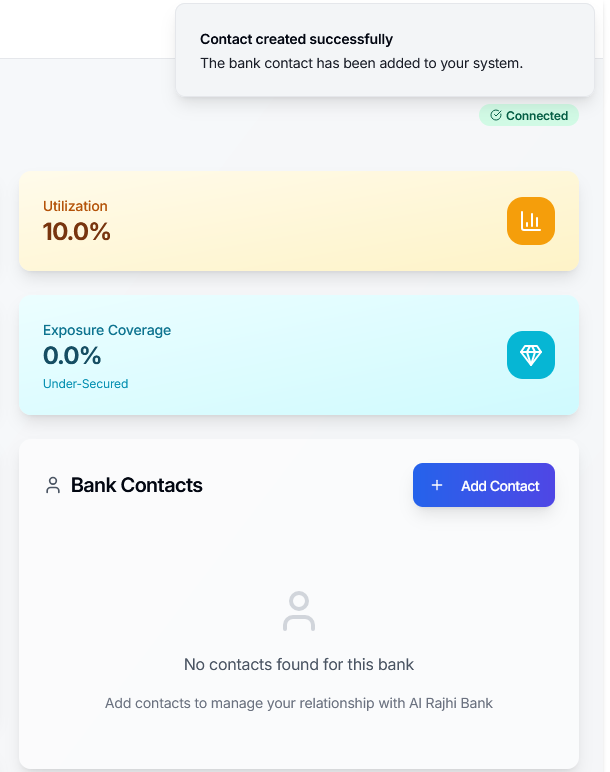 Contact created successfully
The bank contact has been added to your system.
Connected
Utilization
10.0%
Exposure Coverage
0.0%
Under-Secured
Bank Contacts
Add Contact
No contacts found for this bank
Add contacts to manage your relationship with Al Rajhi Bank